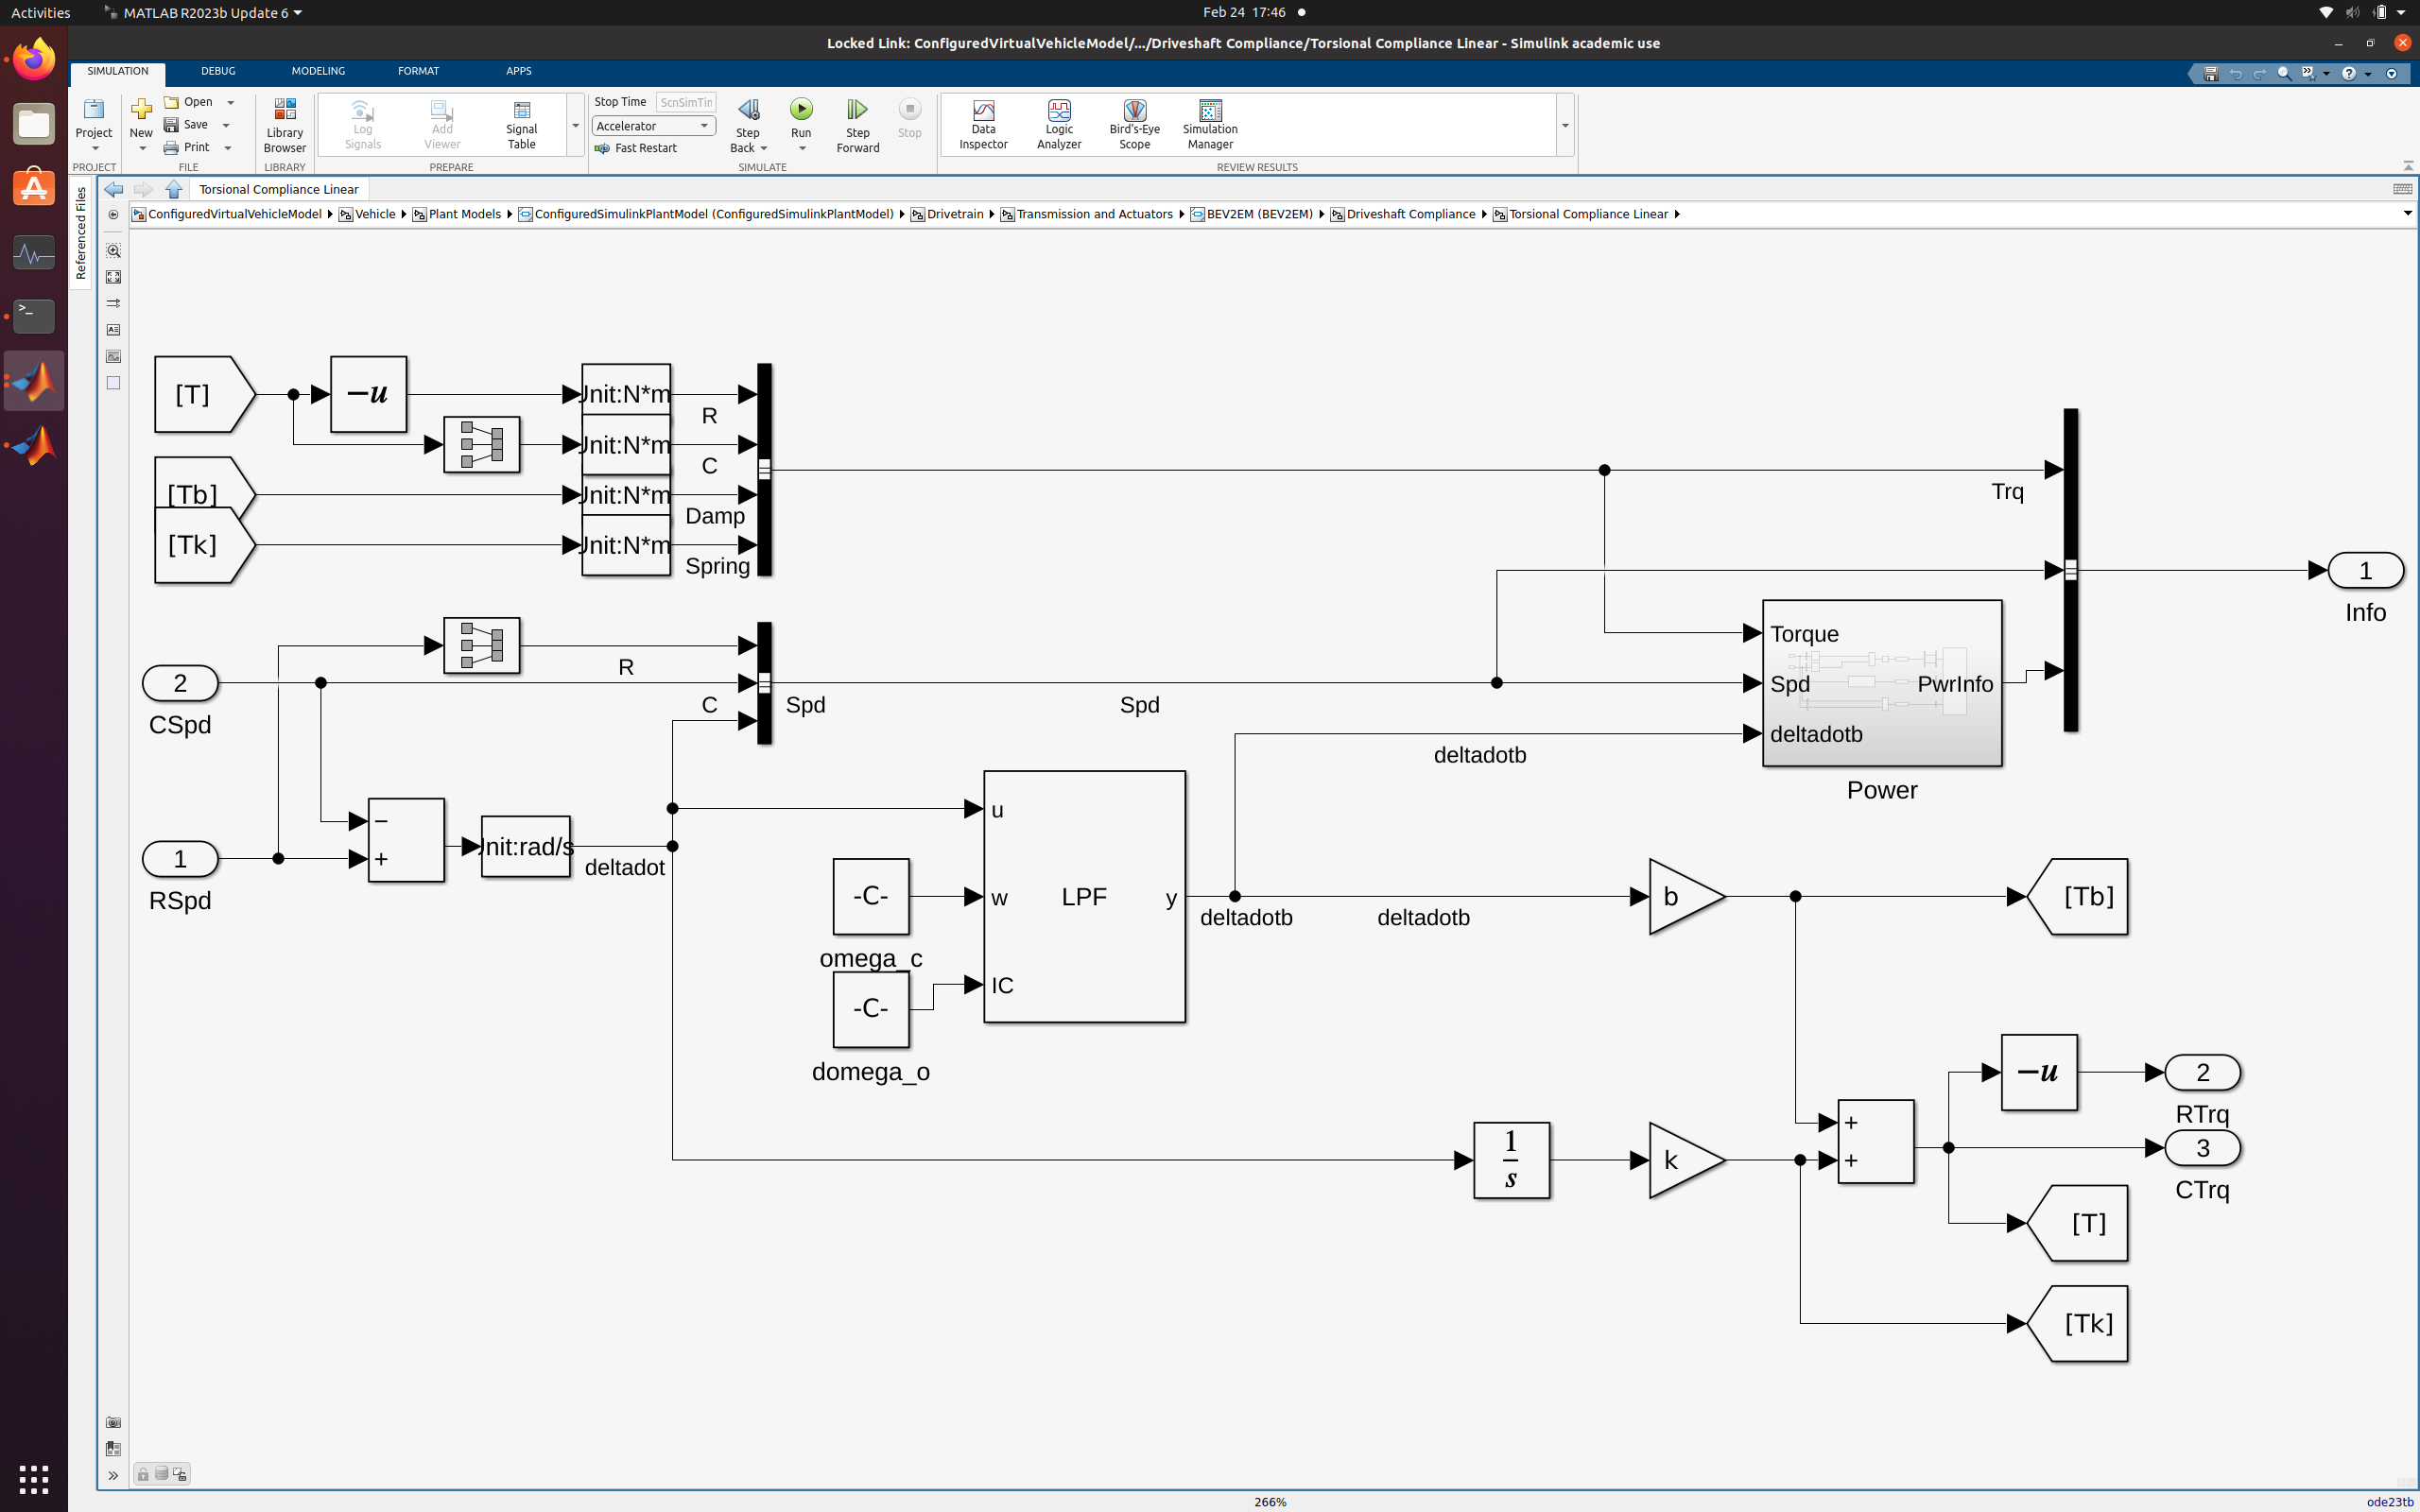 Activities
MATLAB R2023b Update 6
Feb 24 17:46
Locked Link: ConfiguredVirtualVehicleModel/.../Driveshaft Compliance/Torsional Compliance Linear - Simulink academic use
SIMULATION DEBUG MODELING FORMAT APPS
Project
New
Open
Save
Print
Library Browser
Log Signals
Add Viewer
Signal Table
Stop Time ScnSimTin
Accelerator
Fast Restart
Step Back
Run
Step Forward
Stop
Data Inspector
Logic Analyzer
Bird's-Eye Scope
Simulation Manager
PROJECT FILE LIBRARY PREPARE SIMULATE REVIEW RESULTS
Referenced Files
Torsional Compliance Linear
ConfiguredVirtualVehicleModel Vehicle Plant Models ConfiguredSimulinkPlantModel (ConfiguredSimulinkPlantModel) Drivetrain Transmission and Actuators BEV2EM (BEV2EM) Driveshaft Compliance Torsional Compliance Linear
[T]
-u
Unit:N*m
R
Unit:N*m
C
[Tb]
Unit:N*m
Damp
[Tk]
Unit:N*m
Spring
Trq
1
Info
R
2
CSpd
C
Spd
Spd
Torque
Spd
PwrInfo
deltadotb
Power
deltadotb
1
RSpd
−
+
nit:rad/s
deltadot
u
w
IC
LPF
y
-C-
omega_c
-C-
domega_o
deltadotb
deltadotb
b
[Tb]
1
s
k
+
+
-u
2
RTrq
3
CTrq
[T]
[Tk]
266%
ode23tb